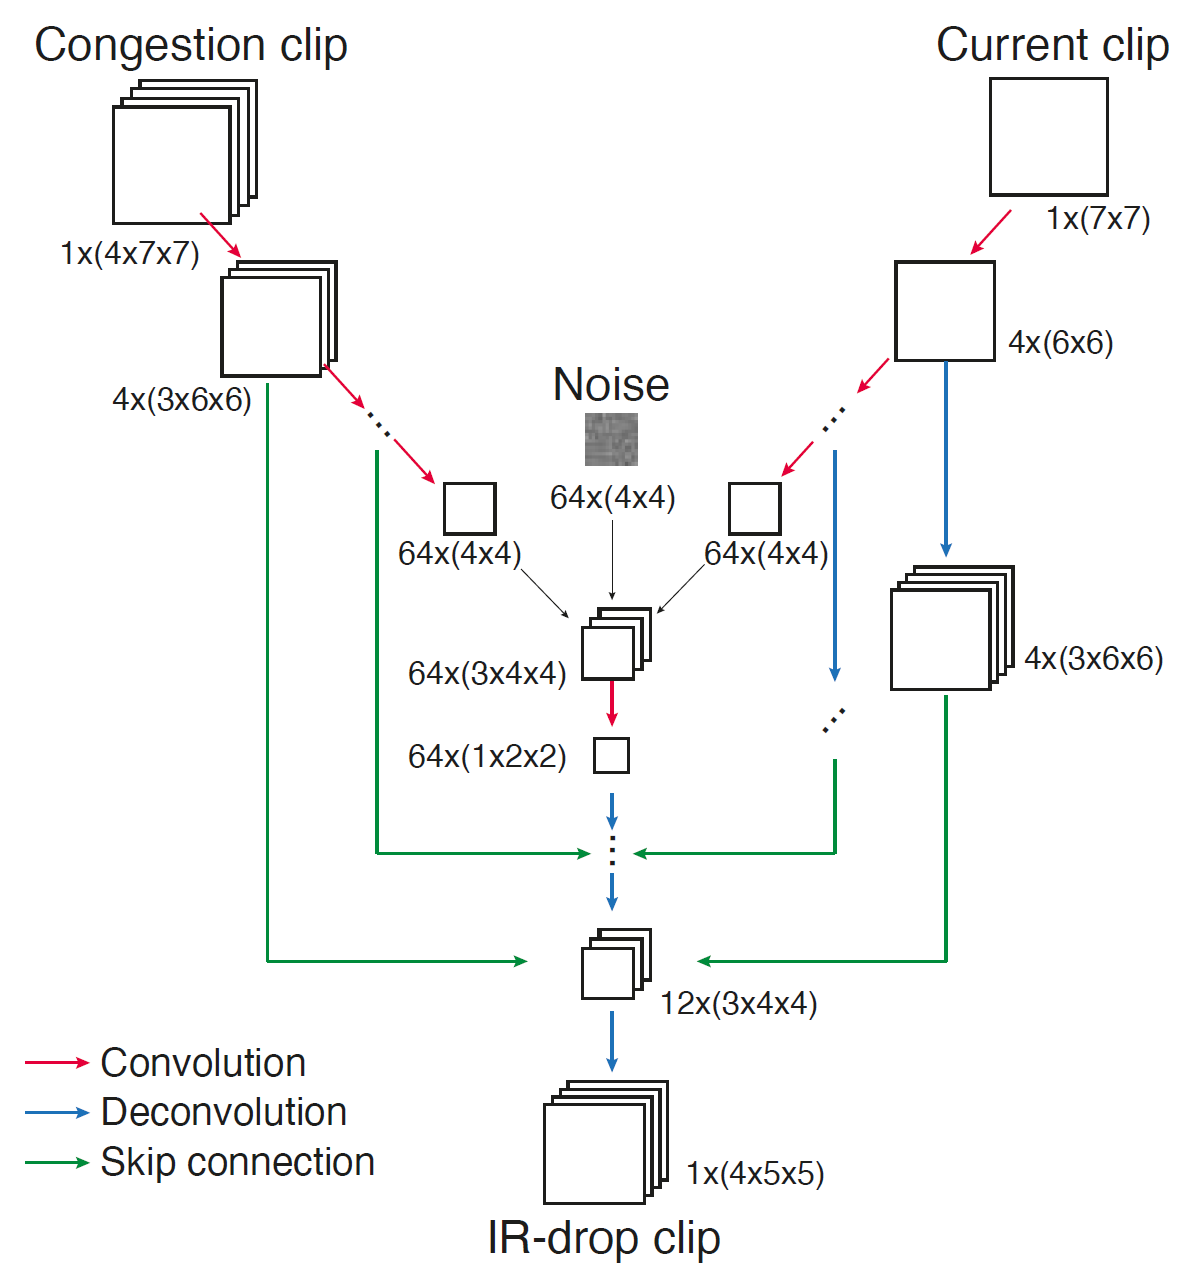 Congestion clip
Current clip
1x(4x7x7)
1x(7x7)
4x(3x6x6)
4x(6x6)
Noise
64x(4x4)
64x(4x4)
64x(4x4)
64x(3x4x4)
4x(3x6x6)
64x(1x2x2)
12x(3x4x4)
Convolution
Deconvolution
Skip connection
1x(4x5x5)
IR-drop clip